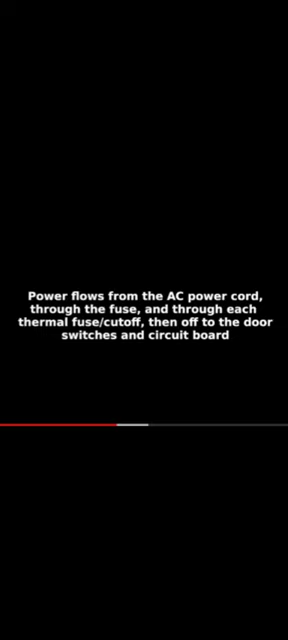 Power flows from the AC power cord,
through the fuse, and through each
thermal fuse/cutoff, then off to the door
switches and circuit board